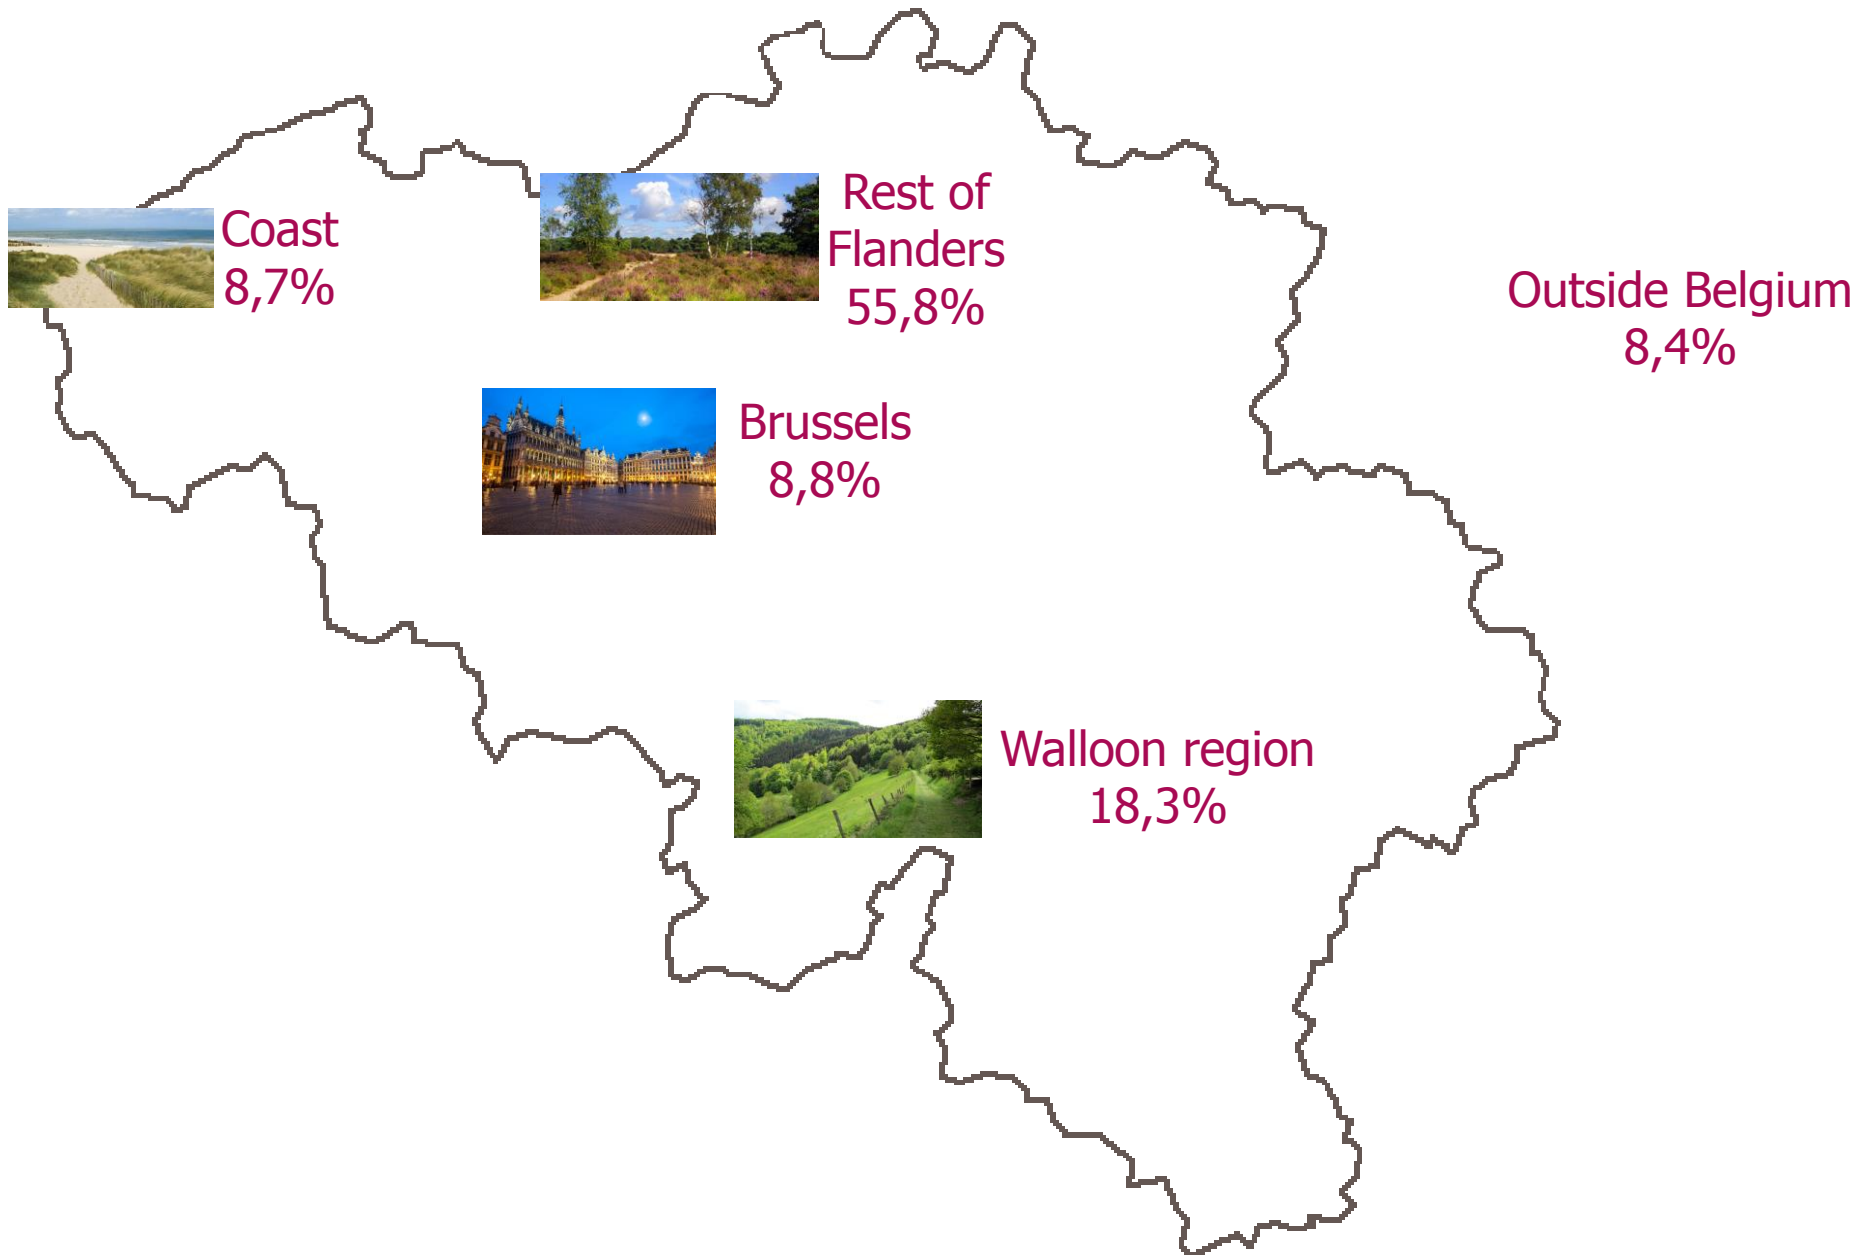 Coast
8,7%
Rest of
Flanders
55,8%
Outside Belgium
8,4%
Brussels
8,8%
Walloon region
18,3%